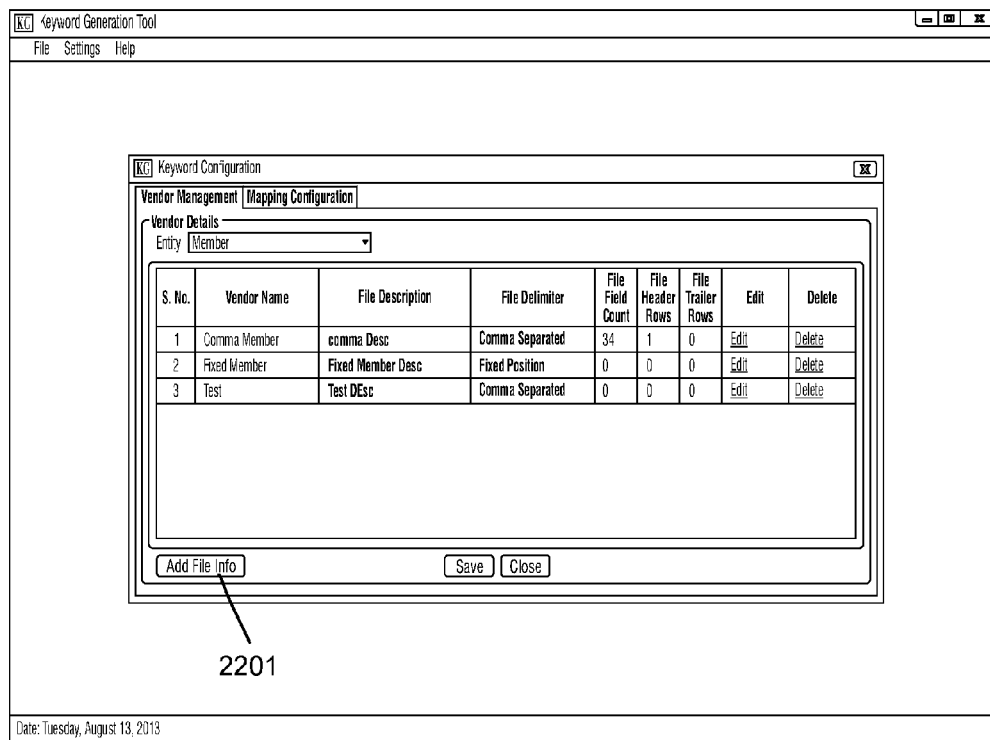 KG Keyword Generation Tool
File Settings Help
KG Keyword Configuration
Vendor Management Mapping Configuration
Vendor Details
Entity Member
S. No. Vendor Name File Description File Delimiter File Field Count File Header Rows File Trailer Rows Edit Delete
1 Comma Member comma Desc Comma Separated 34 1 0 Edit Delete
2 Fixed Member Fixed Member Desc Fixed Position 0 0 0 Edit Delete
3 Test Test DEsc Comma Separated 0 0 0 Edit Delete
Add File Info Save Close
2201
Date: Tuesday, August 13, 2013